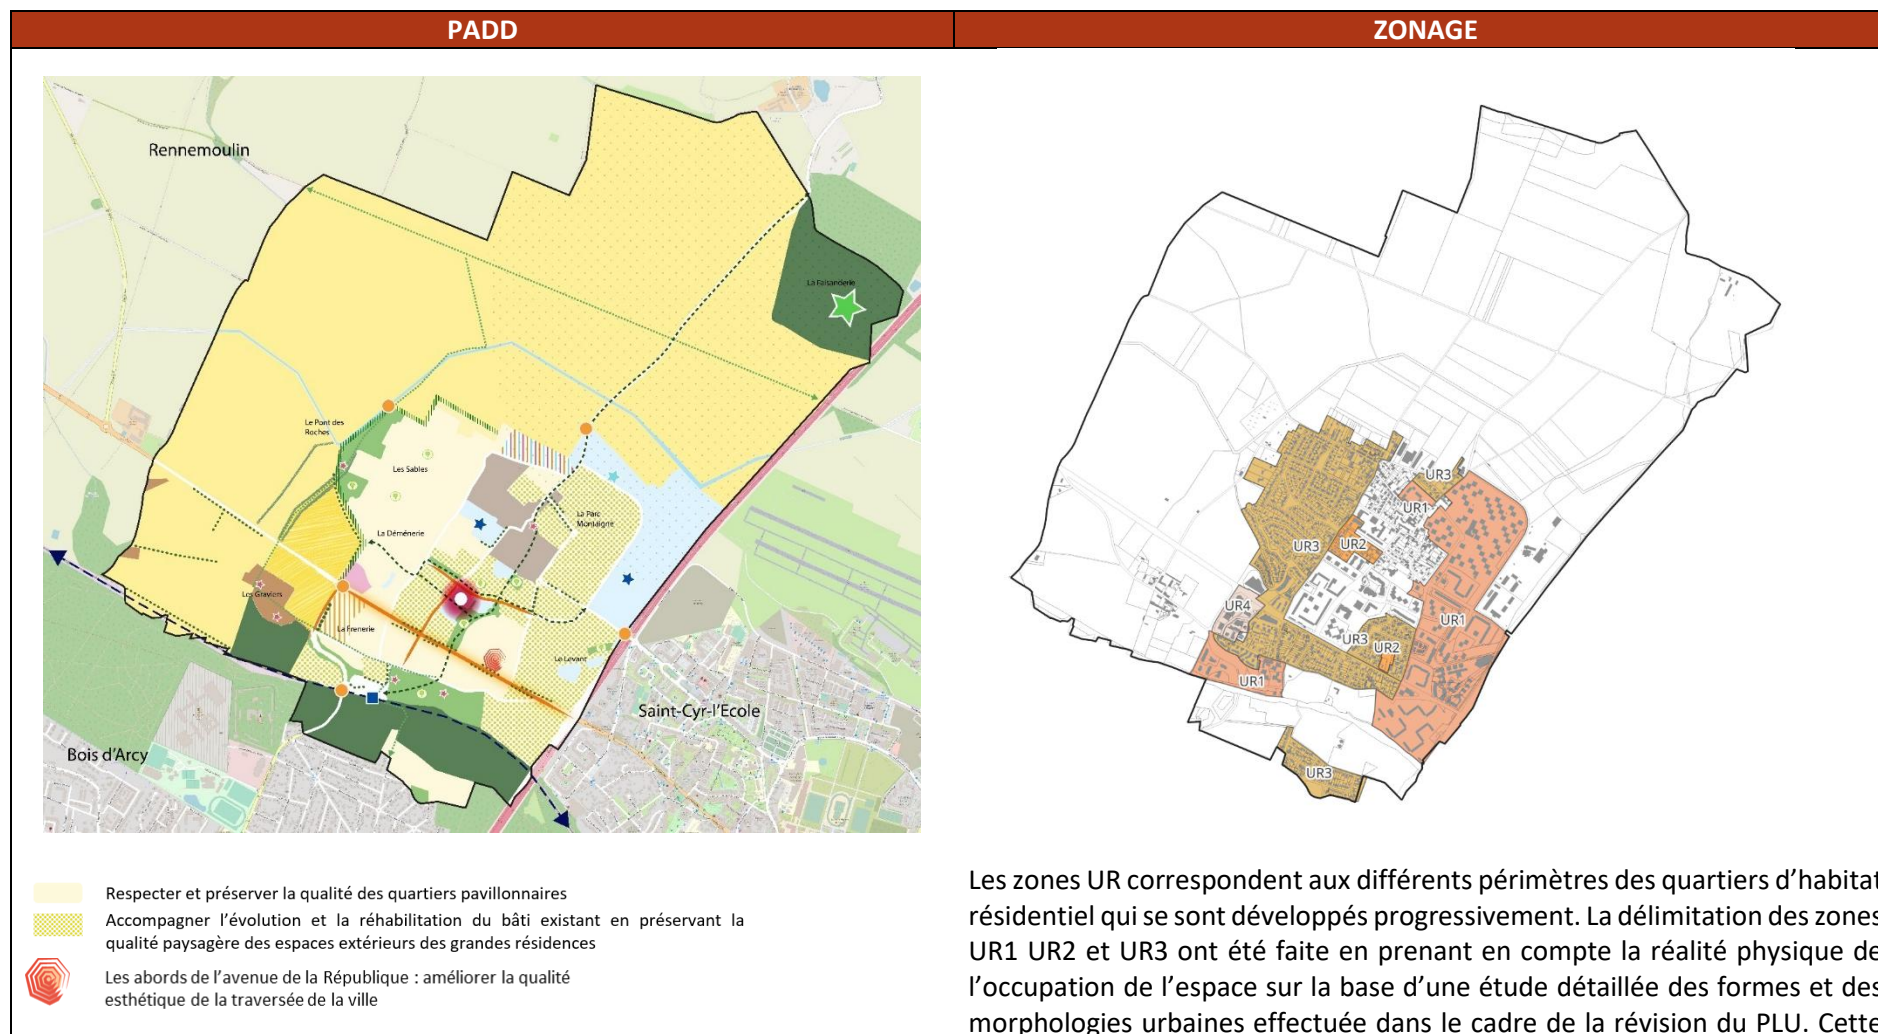 PADD
ZONAGE
Rennemoulin
La Faisanderie
Le Pont des
Roches
Les Sables
La Parc
Montaigne
La Déménerie
Les Graviers
La Frenerie
Le Levant
Saint-Cyr-l'Ecole
Bois d'Arcy
UR3
UR1
UR3
UR2
UR4
UR1
UR3
UR2
UR1
UR3
Respecter et préserver la qualité des quartiers pavillonnaires
Accompagner l'évolution et la réhabilitation du bâti existant en préservant la
qualité paysagère des espaces extérieurs des grandes résidences
Les abords de l'avenue de la République : améliorer la qualité
esthétique de la traversée de la ville
Les zones UR correspondent aux différents périmètres des quartiers d'habitat
résidentiel qui se sont développés progressivement. La délimitation des zones
UR1 UR2 et UR3 ont été faite en prenant en compte la réalité physique de
l'occupation de l'espace sur la base d'une étude détaillée des formes et des
morphologies urbaines effectuée dans le cadre de la révision du PLU. Cette